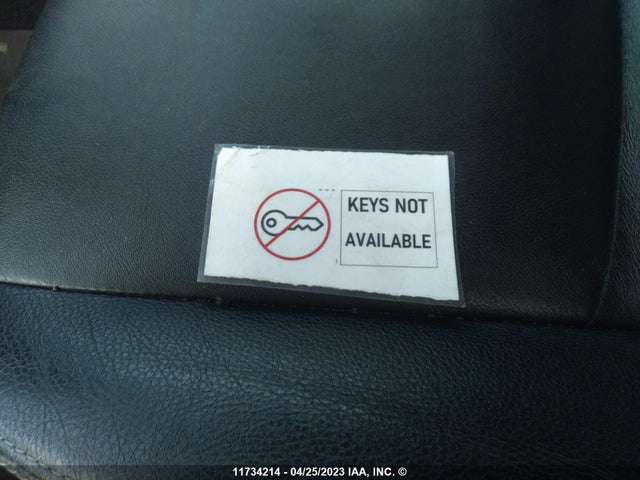 KEYS NOT
AVAILABLE
11734214 - 04/25/2023 IAA, INC. ©